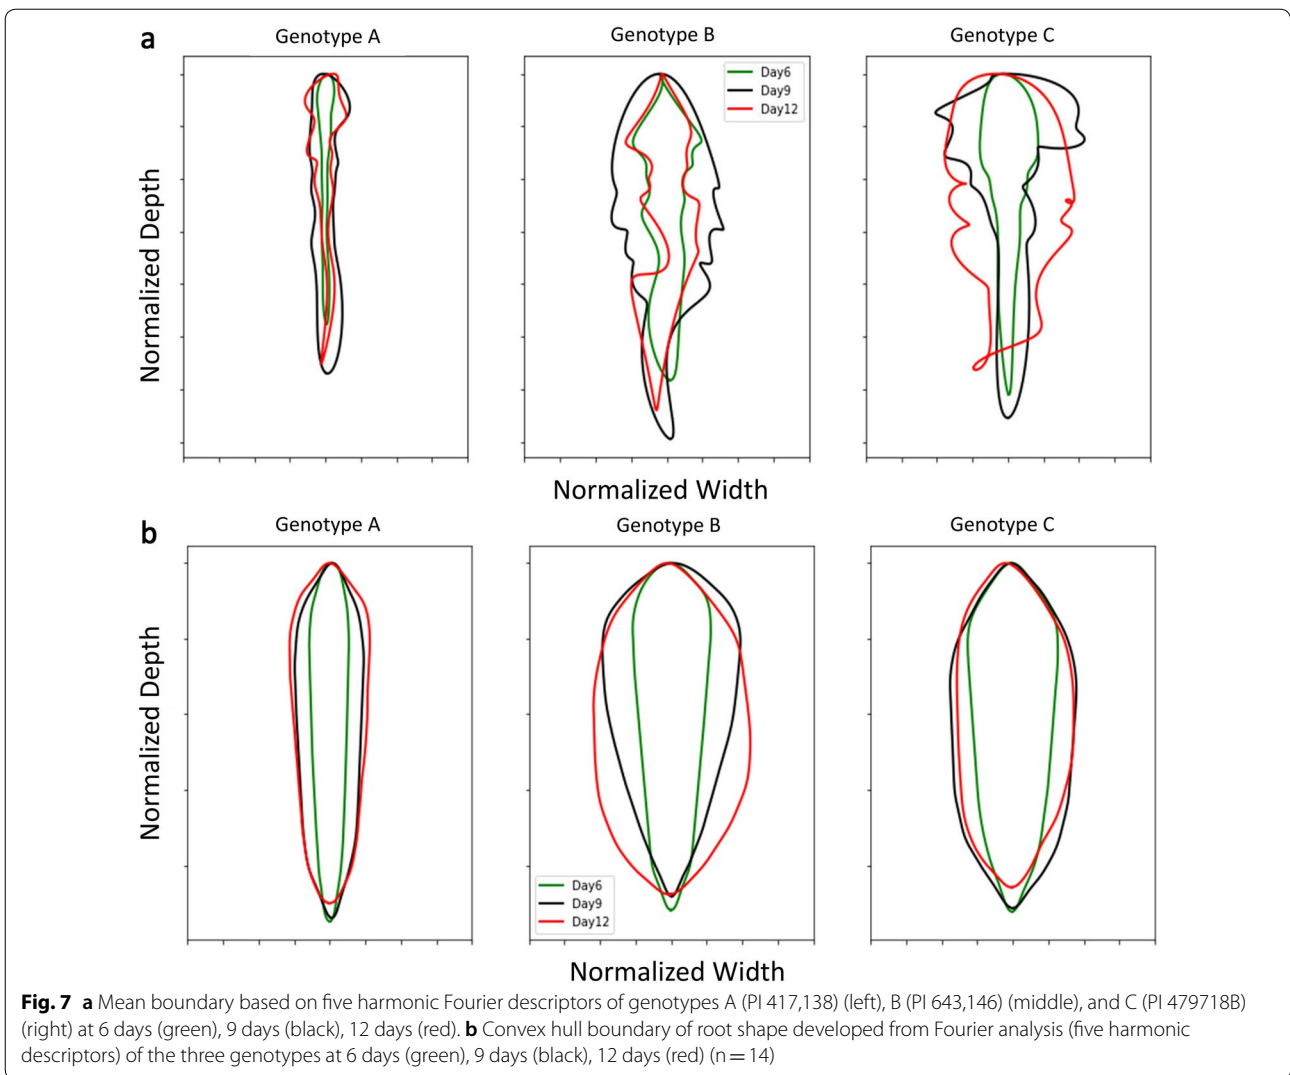 a
Genotype A
Genotype B
Genotype C
Day6
Day9
Day12
Normalized Depth
Normalized Width
b
Genotype A
Genotype B
Genotype C
Normalized Depth
Day6
Day9
Day12
Normalized Width
Fig. 7 a Mean boundary based on five harmonic Fourier descriptors of genotypes A (PI 417,138) (left), B (PI 643,146) (middle), and C (PI 479718B)
(right) at 6 days (green), 9 days (black), 12 days (red). b Convex hull boundary of root shape developed from Fourier analysis (five harmonic
descriptors) of the three genotypes at 6 days (green), 9 days (black), 12 days (red) (n = 14)